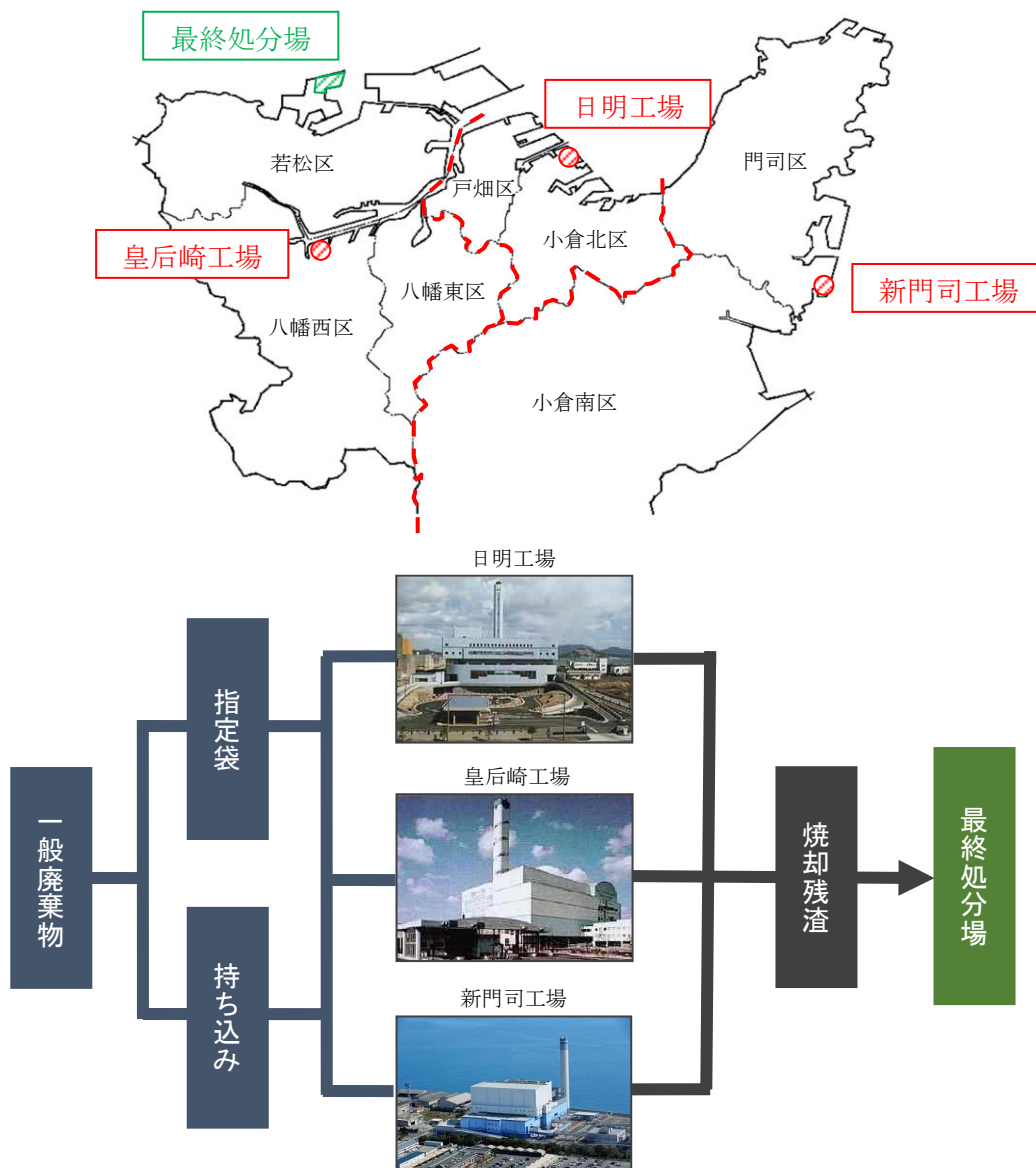 最終処分場
日明工場
若松区
戸畑区
門司区
小倉北区
皇后崎工場
八幡東区
新門司工場
八幡西区
小倉南区
日明工場
指定袋
皇后崎工場
一般廃棄物
焼却残渣
最終処分場
持ち込み
新門司工場